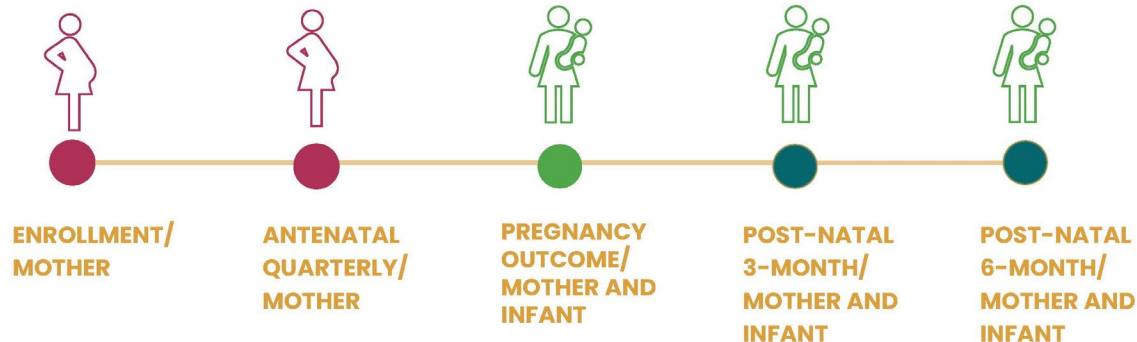 ENROLLMENT/
MOTHER
ANTENATAL
QUARTERLY/
MOTHER
PREGNANCY
OUTCOME/
MOTHER AND
INFANT
POST-NATAL
3-MONTH/
MOTHER AND
INFANT
POST-NATAL
6-MONTH/
MOTHER AND
INFANT